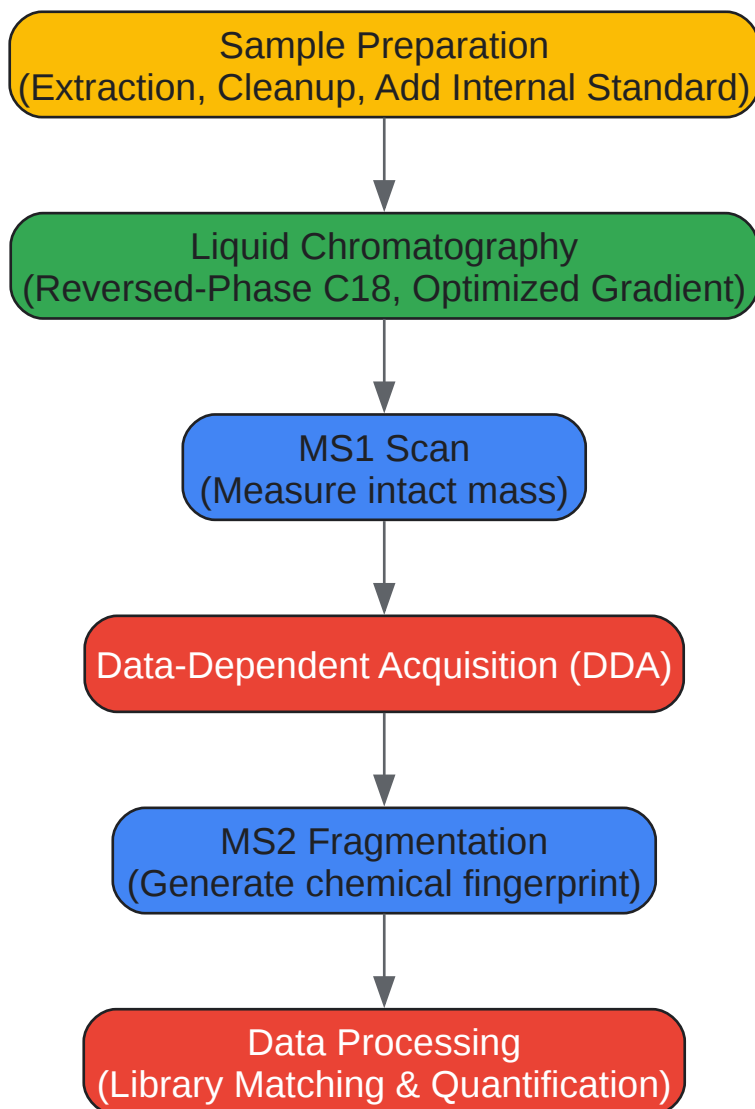 Sample Preparation
(Extraction, Cleanup, Add Internal Standard)
Liquid Chromatography
(Reversed-Phase C18, Optimized Gradient)
MS1 Scan
(Measure intact mass)
Data-Dependent Acquisition (DDA)
MS2 Fragmentation
(Generate chemical fingerprint)
Data Processing
(Library Matching & Quantification)